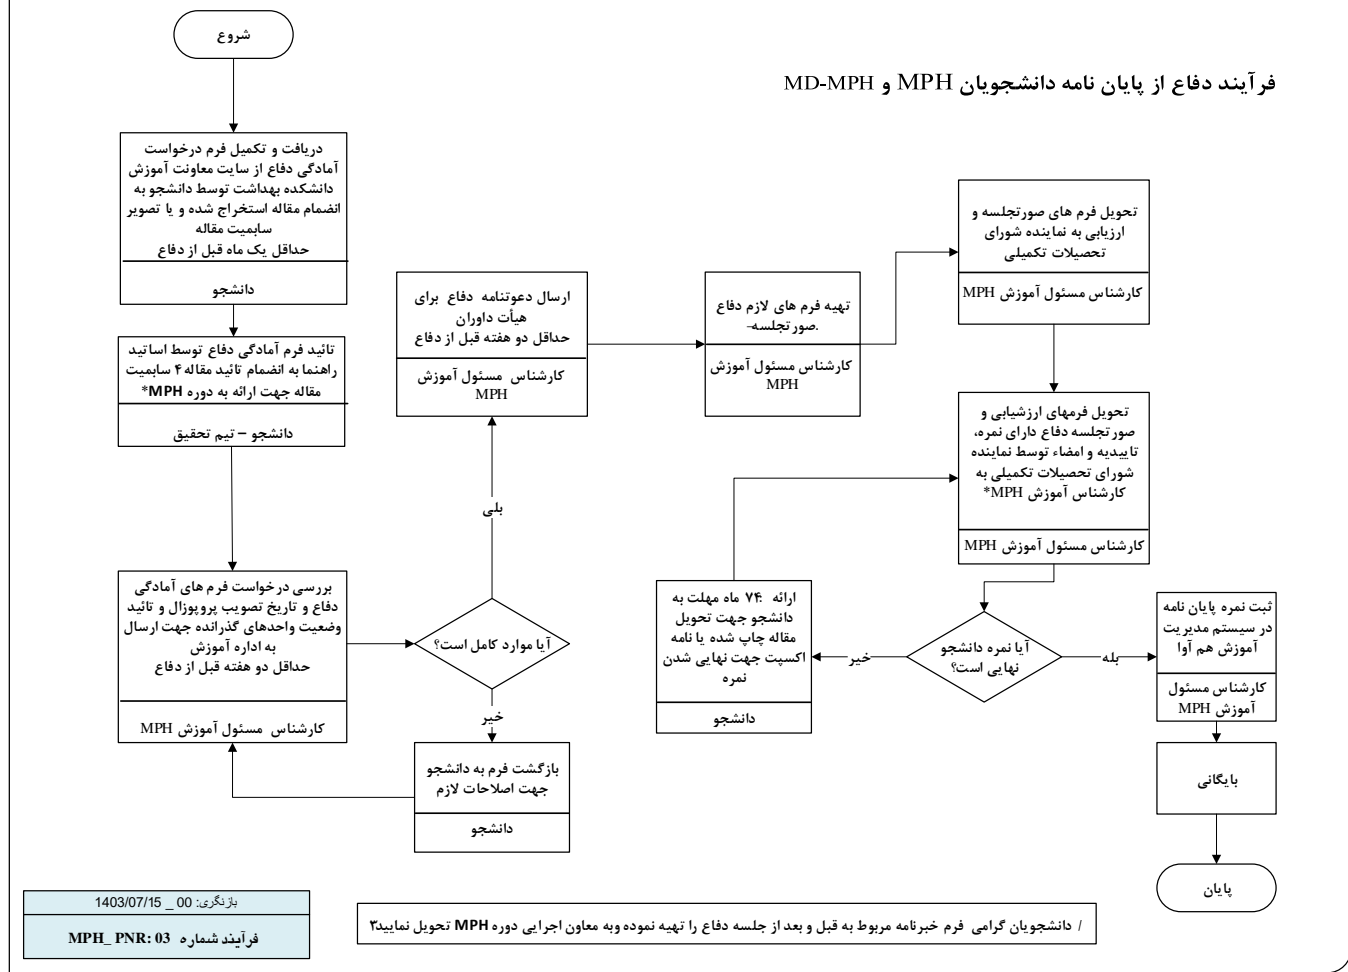 شروع
فرآیند دفاع از پایان نامه دانشجویان MPH و MD-MPH
دریافت و تکمیل فرم درخواست
آمادگی دفاع از سایت معاونت آموزش
دانشکده بهداشت توسط دانشجو به
انضمام مقاله استخراج شده و یا تصویر
سابمیت مقاله
حداقل یک ماه قبل از دفاع
دانشجو
تائید فرم آمادگی دفاع توسط اساتید
راهنما به انضمام تائید مقاله ۴ سابمیت
مقاله جهت ارائه به دوره MPH*
دانشجو – تیم تحقیق
بررسی درخواست فرم های آمادگی
دفاع و تاریخ تصویب پروپوزال و تائید
وضعیت واحدهای گذرانده جهت ارسال
به اداره آموزش
حداقل دو هفته قبل از دفاع
کارشناس مسئول آموزش MPH
آیا موارد کامل است؟
خیر
بازگشت فرم به دانشجو
جهت اصلاحات لازم
دانشجو
بلی
ارسال دعوتنامه دفاع برای
هیأت داوران
حداقل دو هفته قبل از دفاع
کارشناس مسئول آموزش
MPH
تهیه فرم های لازم دفاع
.صورتجلسه-
کارشناس مسئول آموزش
MPH
تحویل فرم های صورتجلسه و
ارزیابی به نماینده شورای
تحصیلات تکمیلی
کارشناس مسئول آموزش MPH
تحویل فرمهای ارزشیابی و
صورتجلسه دفاع دارای نمره،
تاییدیه و امضاء توسط نماینده
شورای تحصیلات تکمیلی به
کارشناس آموزش MPH*
کارشناس مسئول آموزش MPH
آیا نمره دانشجو
نهایی است؟
خیر
ارائه ۷۴ ماه مهلت به
دانشجو جهت تحویل
مقاله چاپ شده یا نامه
اکسپت جهت نهایی شدن
نمره
دانشجو
بله
ثبت نمره پایان نامه
در سیستم مدیریت
آموزش هم آوا
کارشناس مسئول
آموزش MPH
بایگانی
پایان
بازنگری: 00 _ 1403/07/15
فرآیند شماره MPH_ PNR: 03
/ دانشجویان گرامی فرم خبرنامه مربوط به قبل و بعد از جلسه دفاع را تهیه نموده وبه معاون اجرایی دوره MPH تحویل نمایید۳